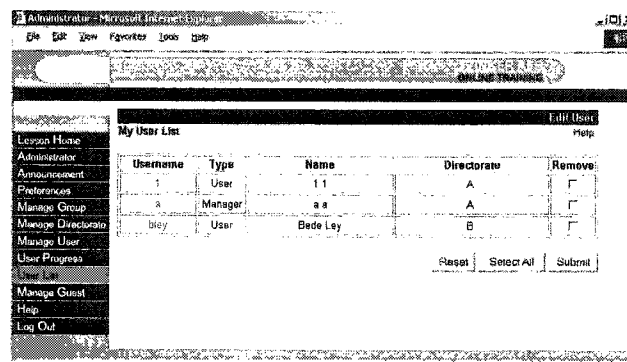 Administrator - Microsoft Internet Explorer
File Edit View Favorites Tools Help
ONLINE TRAINING
Edit User
My User List
Help
Lesson Home
Administrator
Announcement
Preferences
Manage Group
Manage Directorate
Manage User
User Progress
User List
Manage Guest
Help
Log Out
Username Type Name Directorate Remove
1 User 1 1 A
a Manager a a A
bley User Bede Ley B
Reset Select All Submit